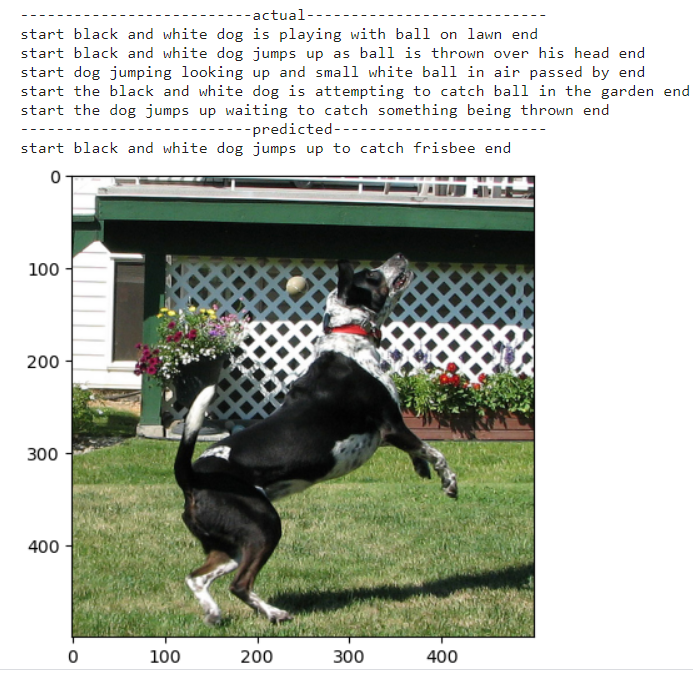 --------------------------actual---------------------------
start black and white dog is playing with ball on lawn end
start black and white dog jumps up as ball is thrown over his head end
start dog jumping looking up and small white ball in air passed by end
start the black and white dog is attempting to catch ball in the garden end
start the dog jumps up waiting to catch something being thrown end
--------------------------predicted------------------------
start black and white dog jumps up to catch frisbee end
0
100
200
300
400
0 100 200 300 400